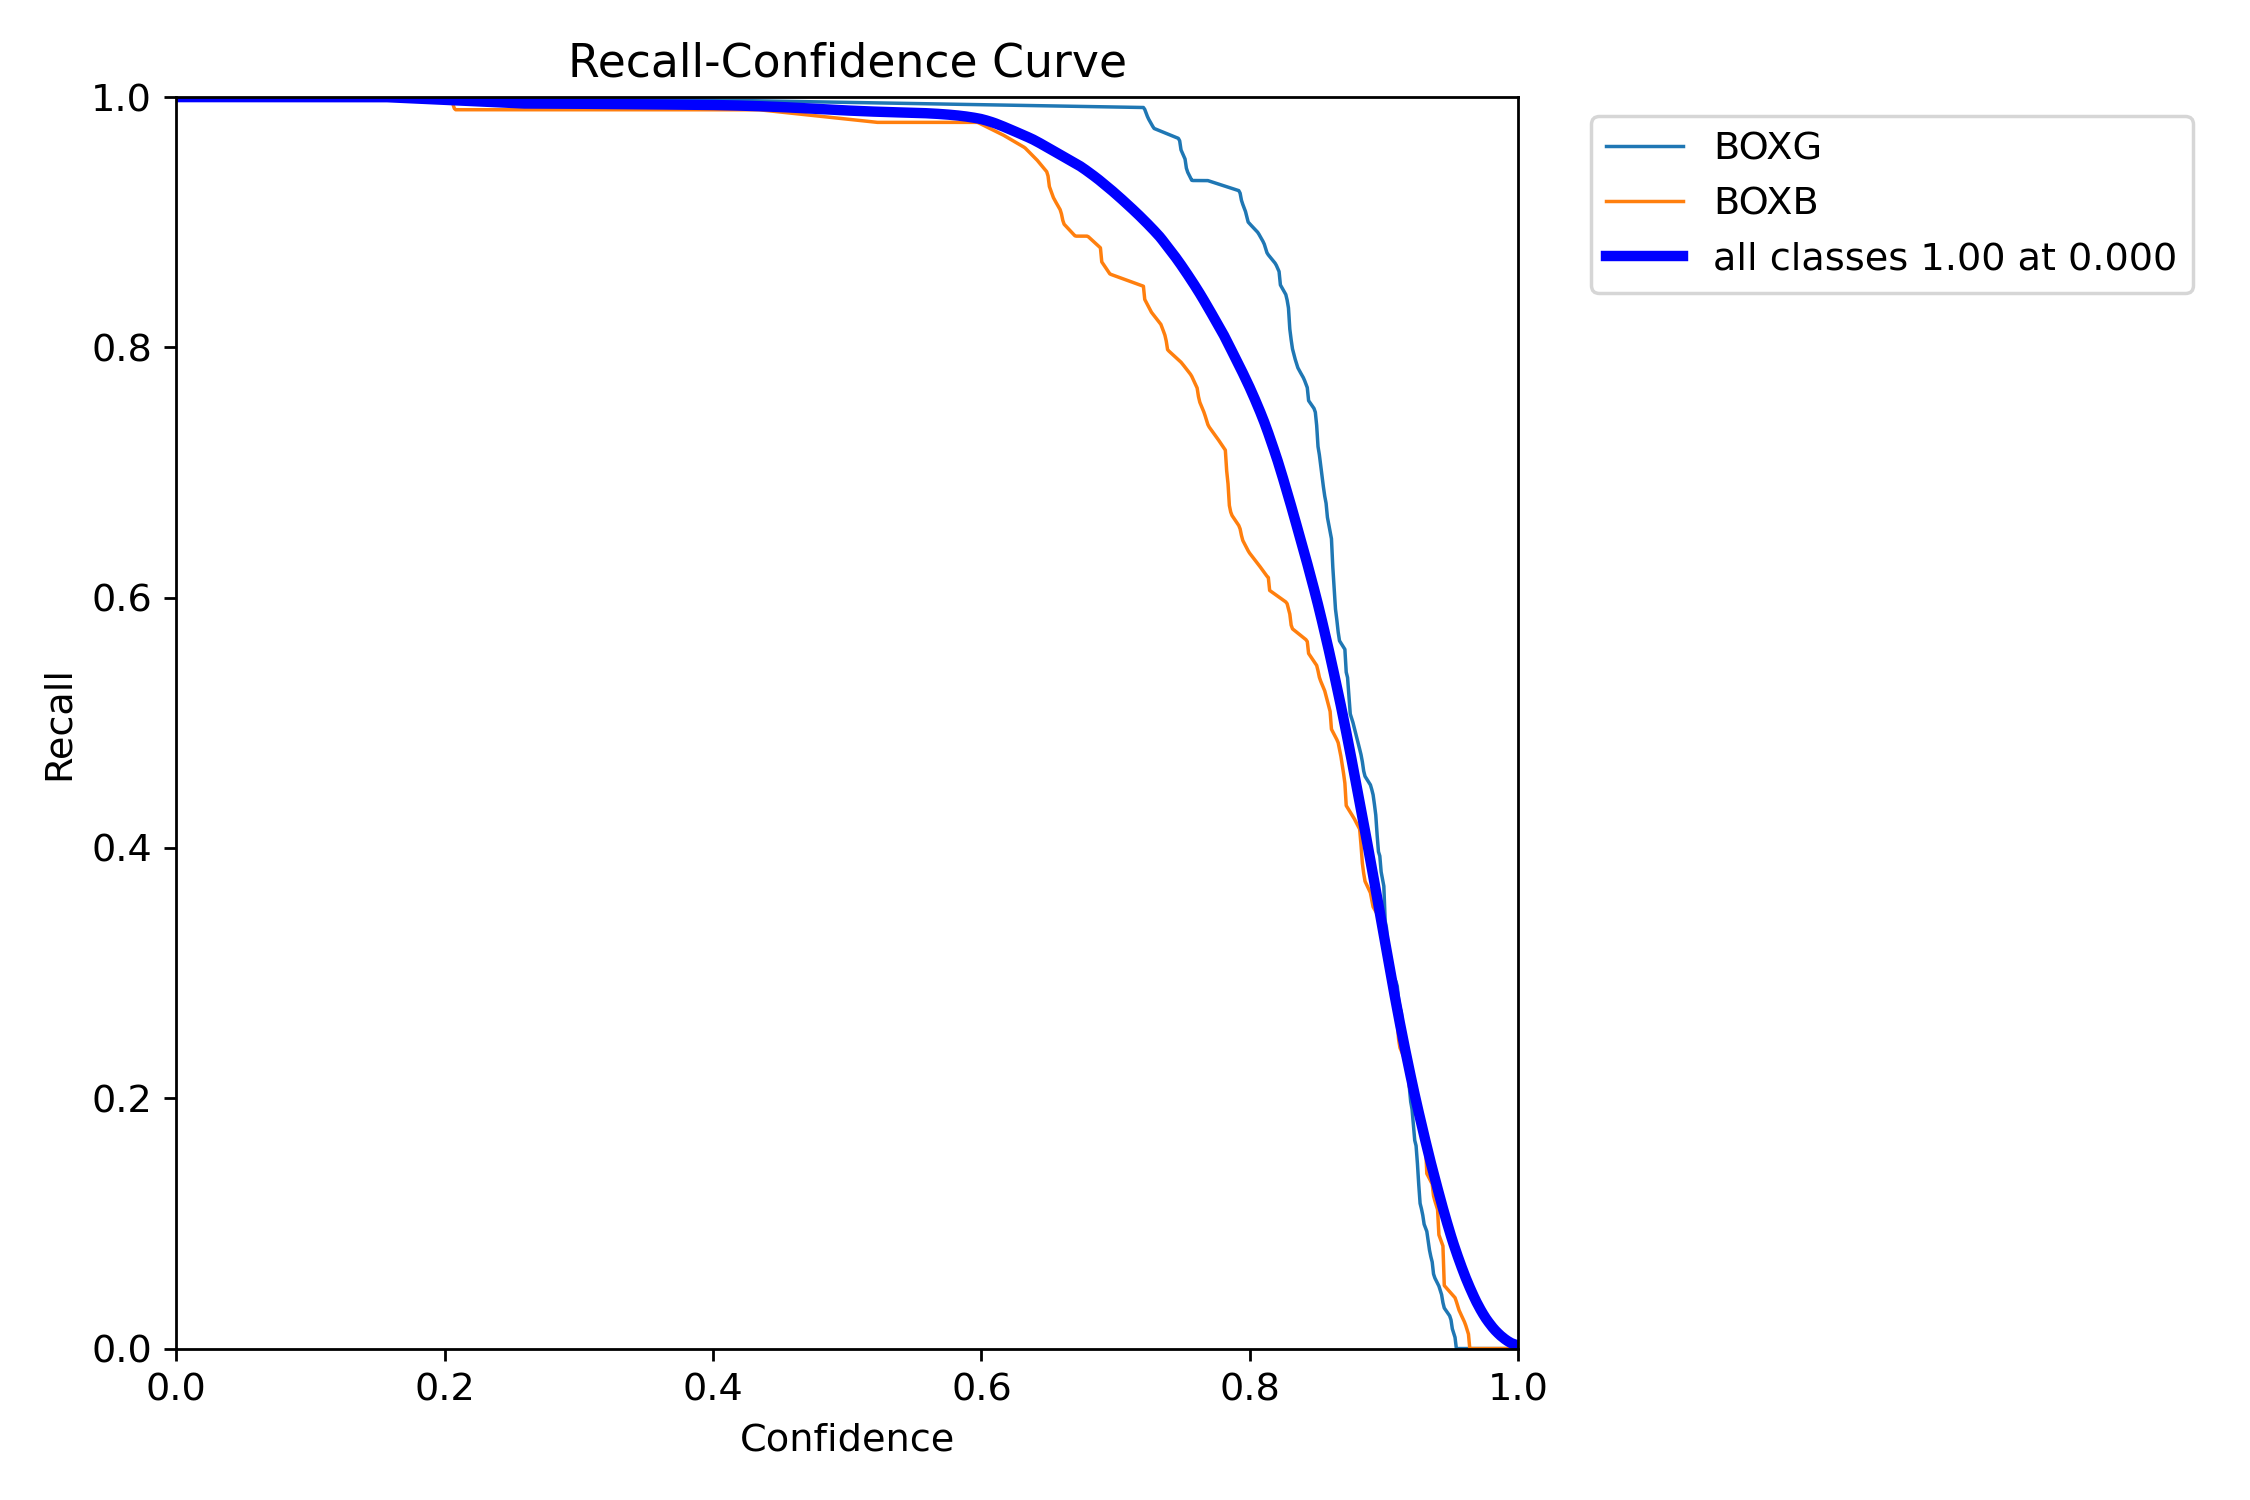 Recall-Confidence Curve
1.0
0.8
0.6
0.4
0.2
0.0
Recall
0.0 0.2 0.4 0.6 0.8 1.0
Confidence
BOXG
BOXB
all classes 1.00 at 0.000